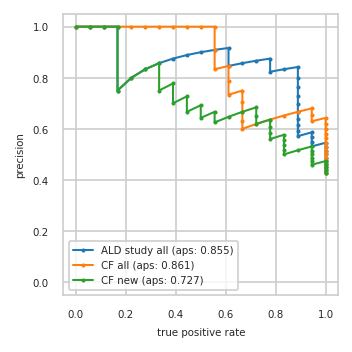 1.0
0.8
0.6
0.4
0.2
0.0
precision
ALD study all (aps: 0.855)
CF all (aps: 0.861)
CF new (aps: 0.727)
0.0 0.2 0.4 0.6 0.8 1.0
true positive rate